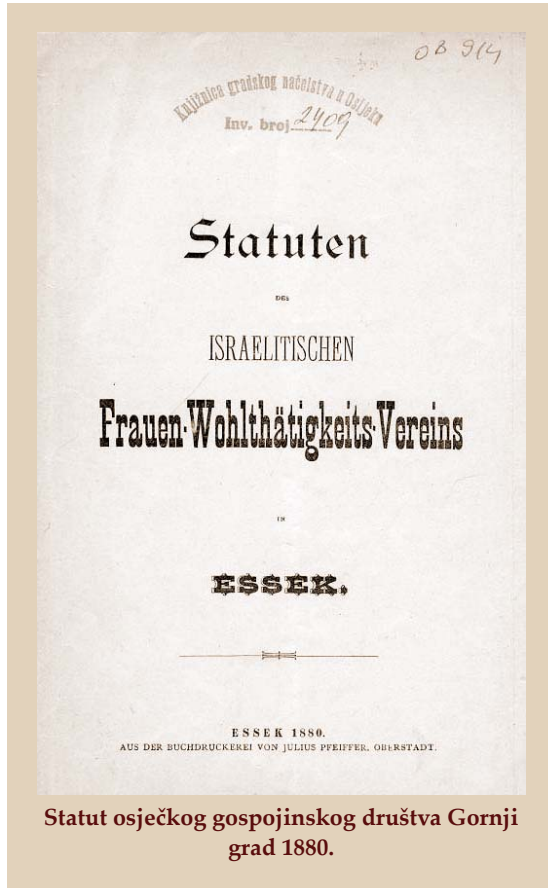 OB 914
Knjižnica gradskog načelstva u Osijeku
Inv. broj 2409
Statuten
DES
ISRAELITISCHEN
Frauen-Wohlthätigkeits-Vereins
IN
ESSEK.
ESSEK 1880.
AUS DER BUCHDRUCKEREI VON JULIUS PFEIFFER, OBERSTADT.
Statut osječkog gospojinskog društva Gornji
grad 1880.